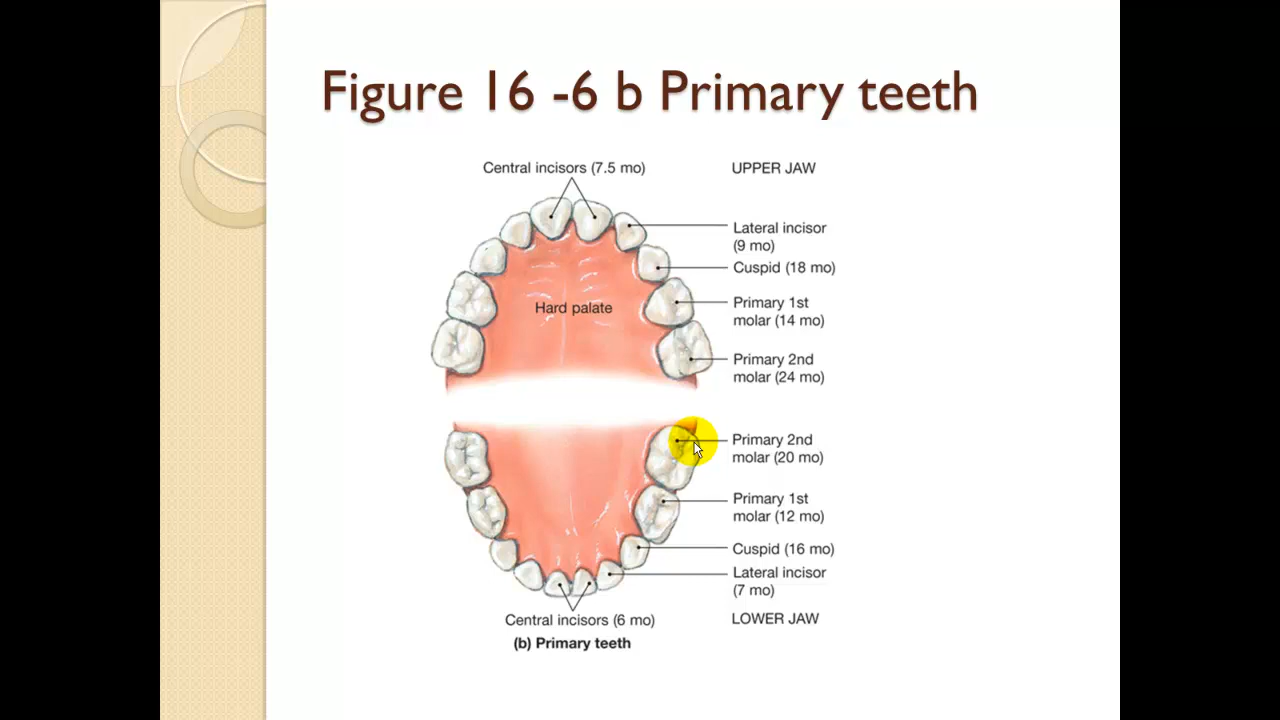 Figure 16 -6 b Primary teeth
Central incisors (7.5 mo)
UPPER JAW
Lateral incisor
(9 mo)
Cuspid (18 mo)
Hard palate
Primary 1st
molar (14 mo)
Primary 2nd
molar (24 mo)
Primary 2nd
molar (20 mo)
Primary 1st
molar (12 mo)
Cuspid (16 mo)
Lateral incisor
(7 mo)
Central incisors (6 mo)
LOWER JAW
(b) Primary teeth